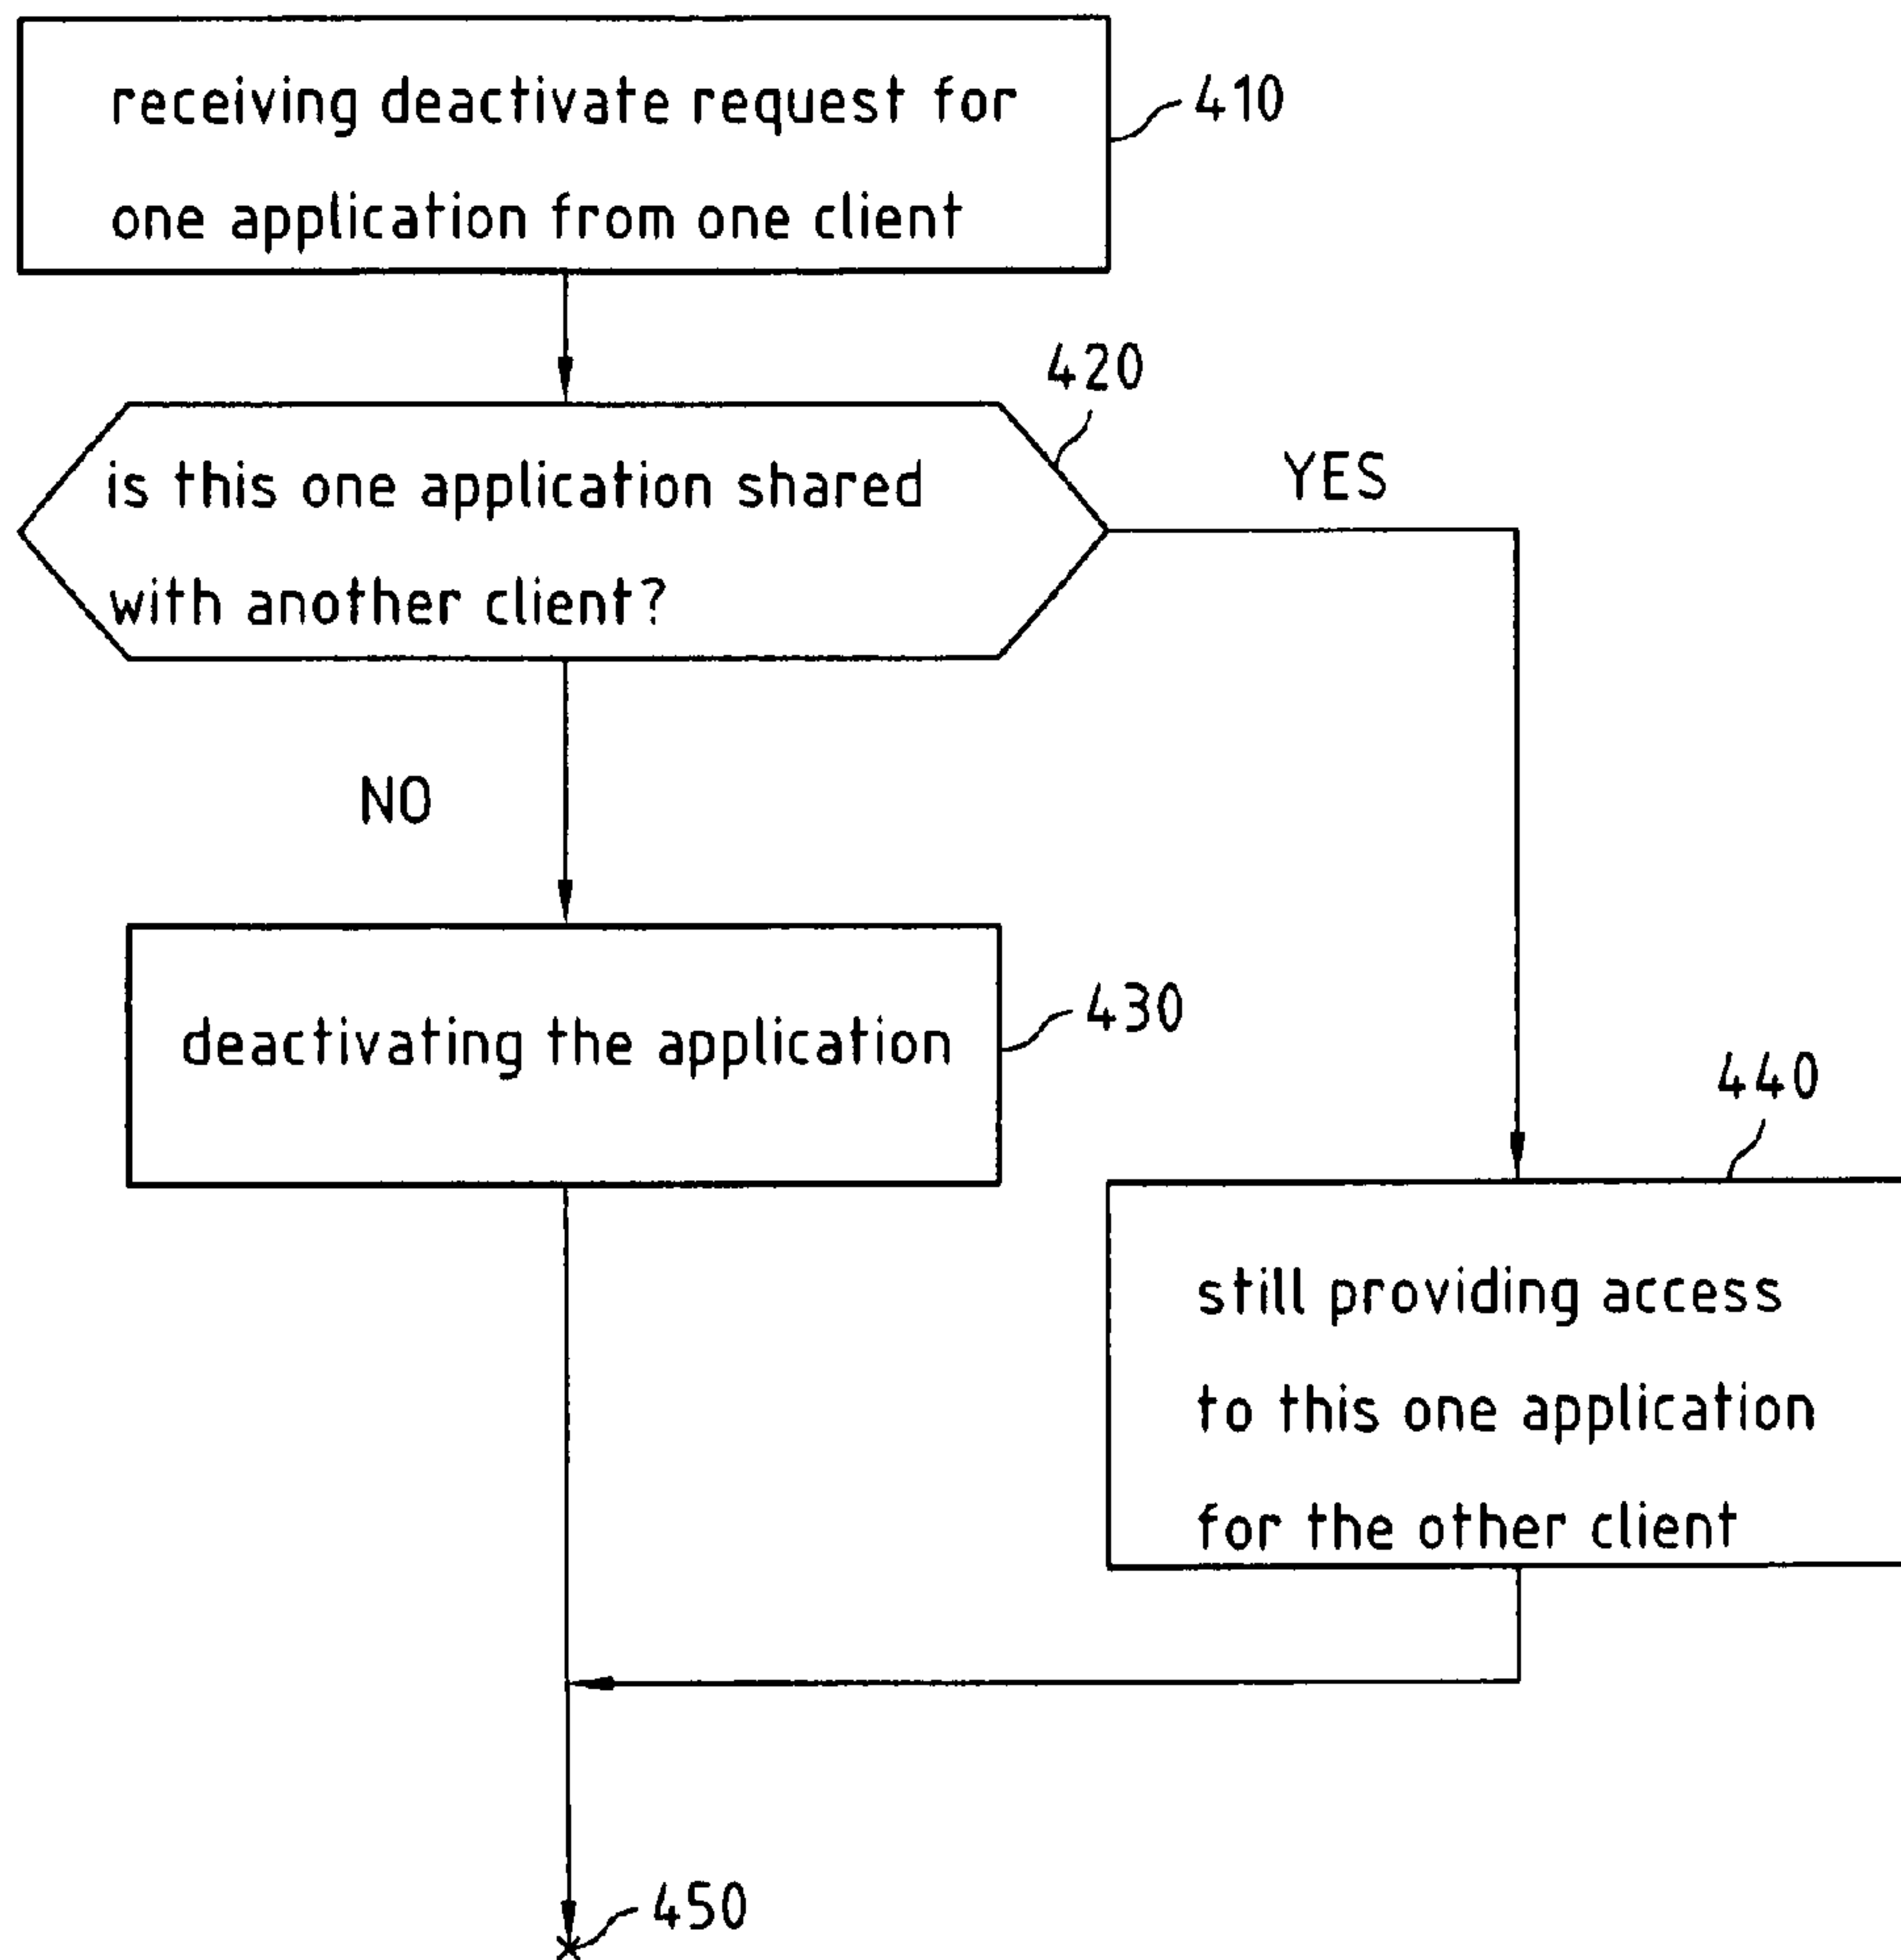 receiving deactivate request for
one application from one client
410
420
is this one application shared
with another client?
YES
NO
deactivating the application
430
440
still providing access
to this one application
for the other client
450